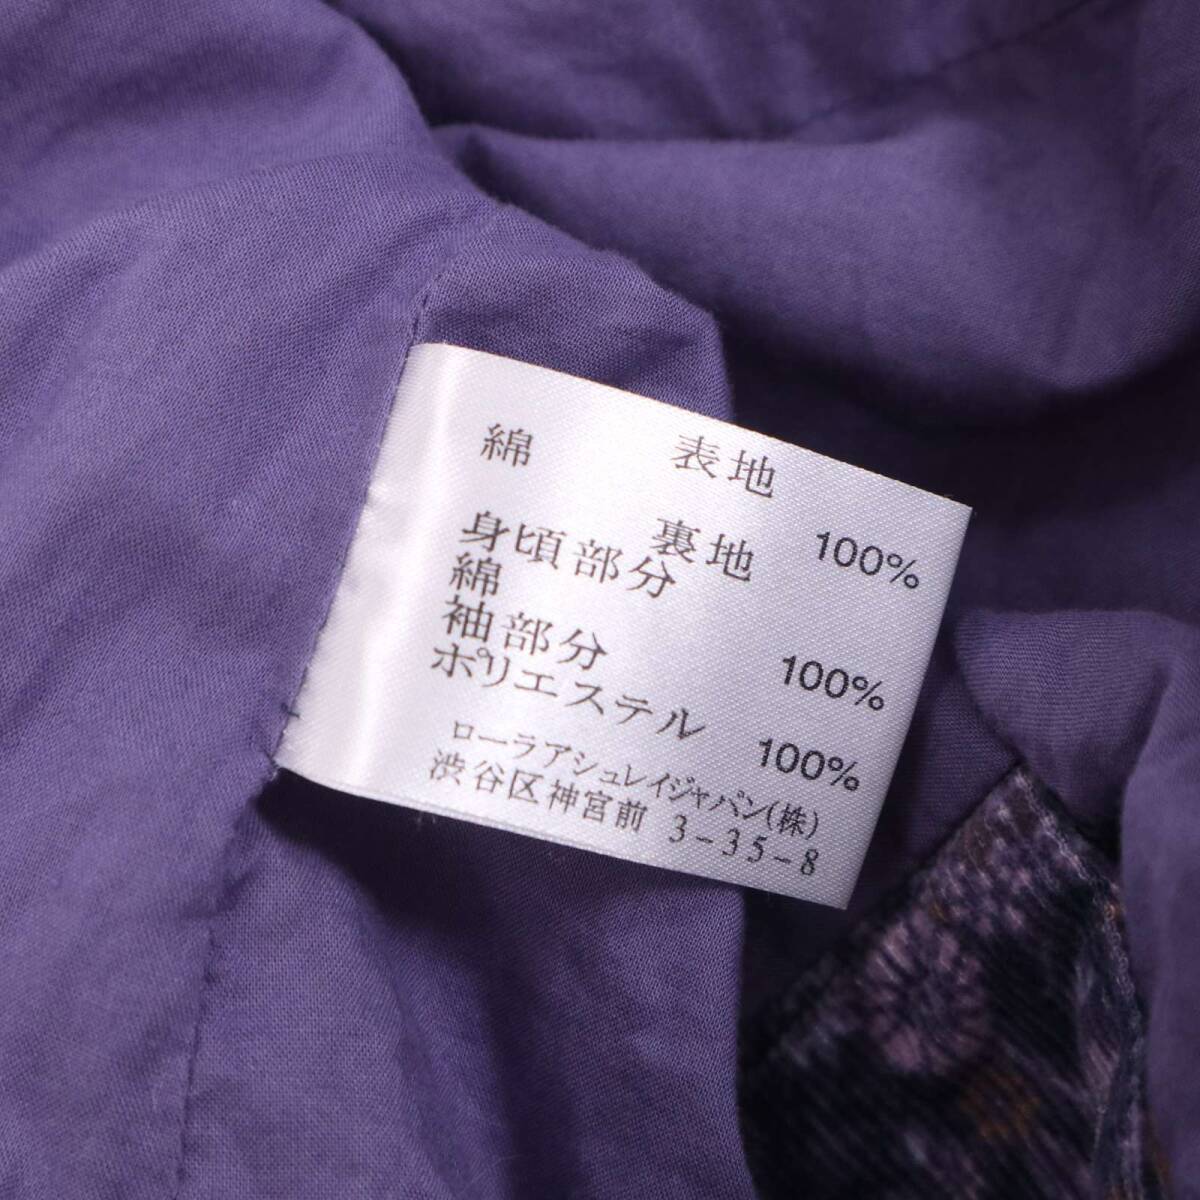 表地
綿 100%
裏地
身頃部分
綿 100%
袖部分
ポリエステル 100%
ローラアシュレイジャパン(株)
渋谷区神宮前 3-35-8